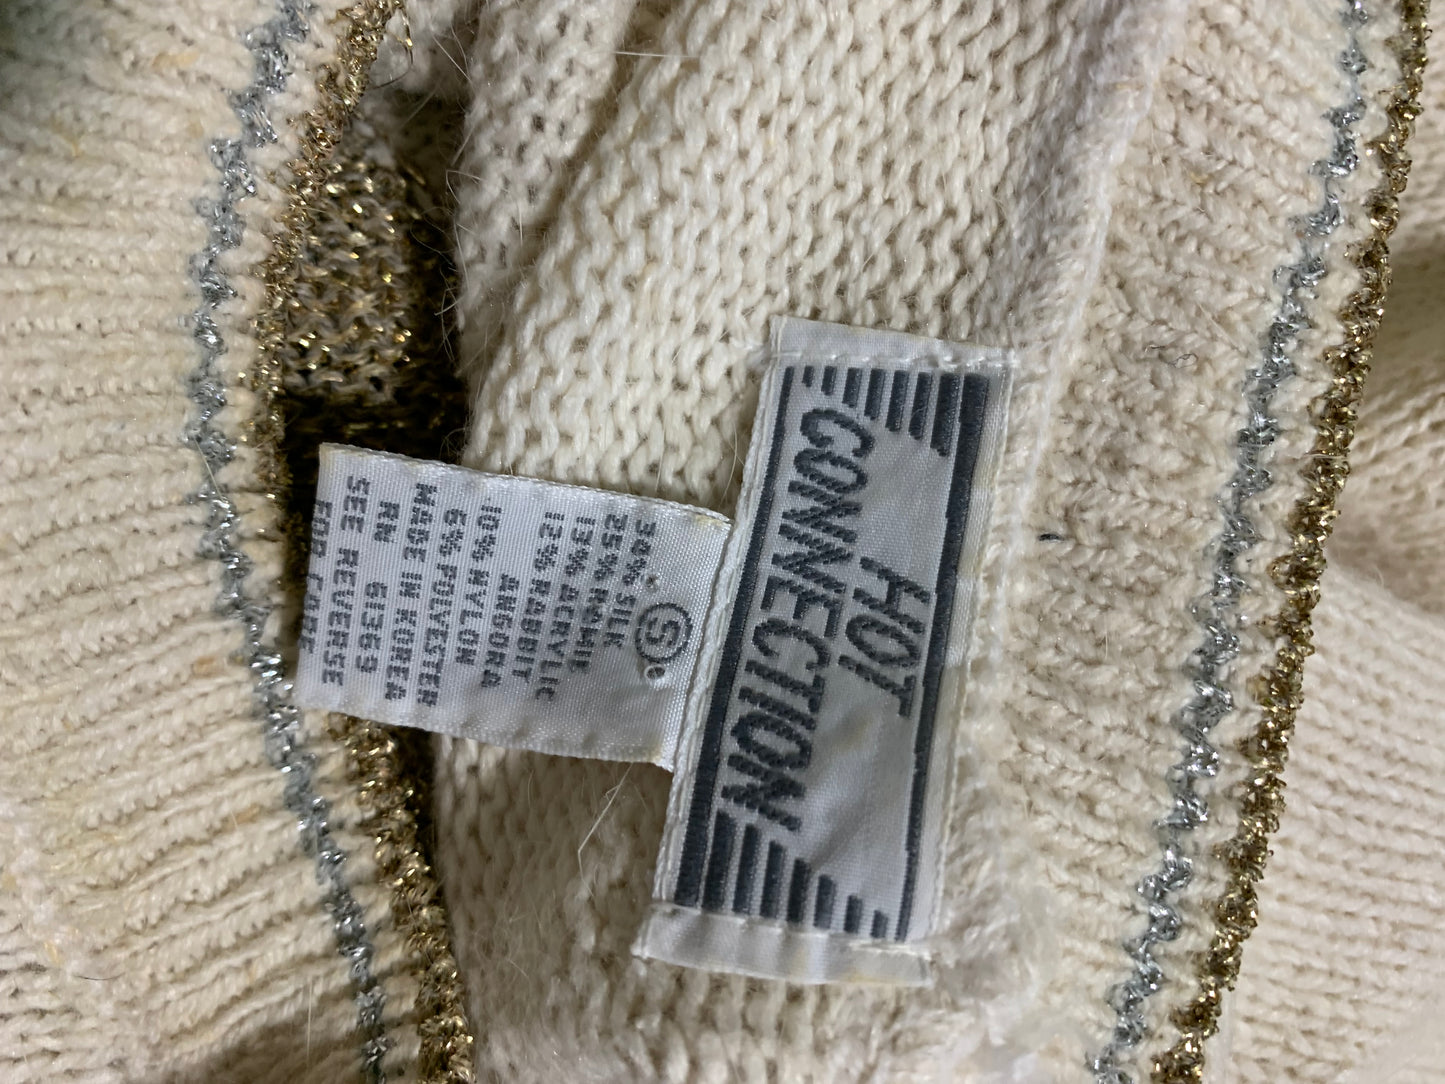 HOT
CONNECTION
S
34% SILK
25% RAMIE
13% ACRYLIC
12% RABBIT
ANGORA
10% NYLON
6% POLYESTER
MADE IN KOREA
RN 61369
SEE REVERSE
FOR CARE